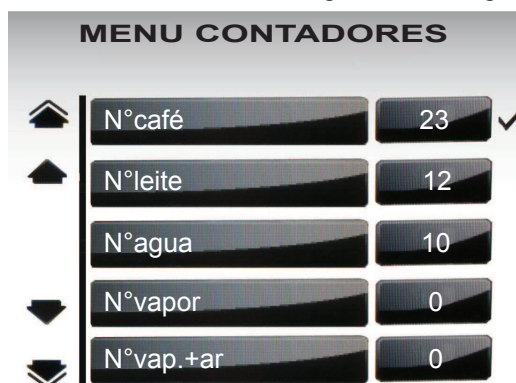 MENU CONTADORES
N°café 23
N°leite 12
N°agua 10
N°vapor 0
N°vap.+ar 0